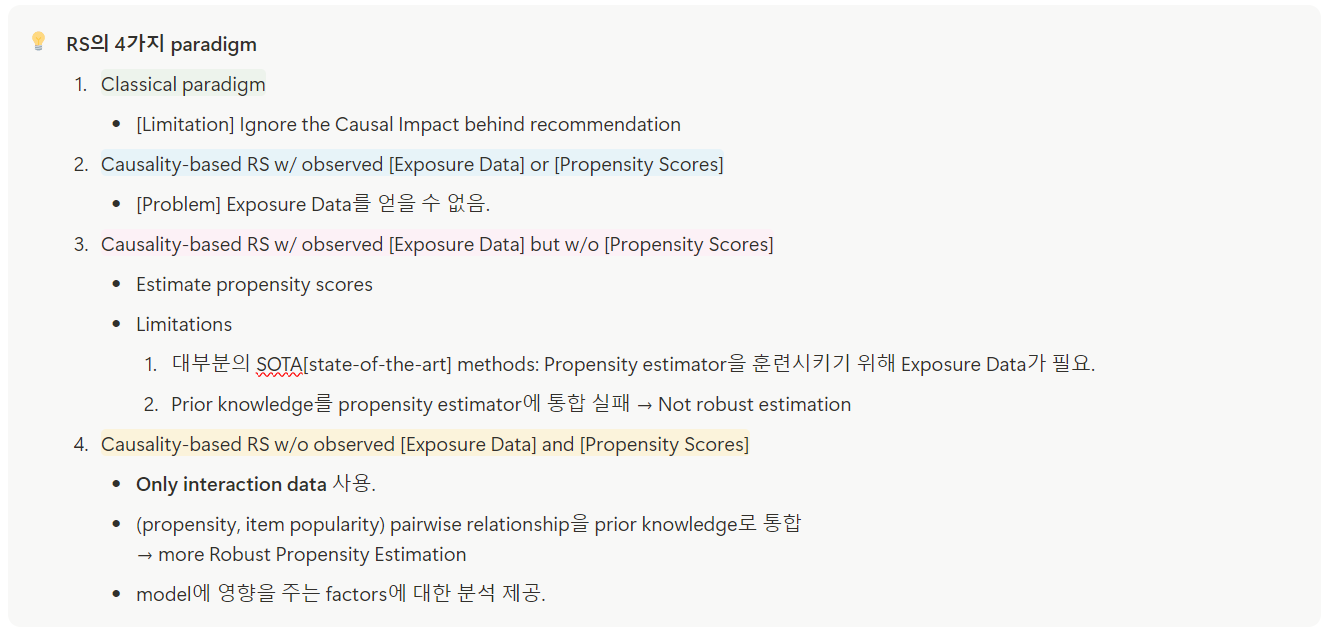 RS의 4가지 paradigm
1. Classical paradigm
• [Limitation] Ignore the Causal Impact behind recommendation
2. Causality-based RS w/ observed [Exposure Data] or [Propensity Scores]
• [Problem] Exposure Data를 얻을 수 없음.
3. Causality-based RS w/ observed [Exposure Data] but w/o [Propensity Scores]
• Estimate propensity scores
• Limitations
1. 대부분의 SOTA[state-of-the-art] methods: Propensity estimator을 훈련시키기 위해 Exposure Data가 필요.
2. Prior knowledge를 propensity estimator에 통합 실패 → Not robust estimation
4. Causality-based RS w/o observed [Exposure Data] and [Propensity Scores]
• Only interaction data 사용.
• (propensity, item popularity) pairwise relationship을 prior knowledge로 통합
→ more Robust Propensity Estimation
• model에 영향을 주는 factors에 대한 분석 제공.